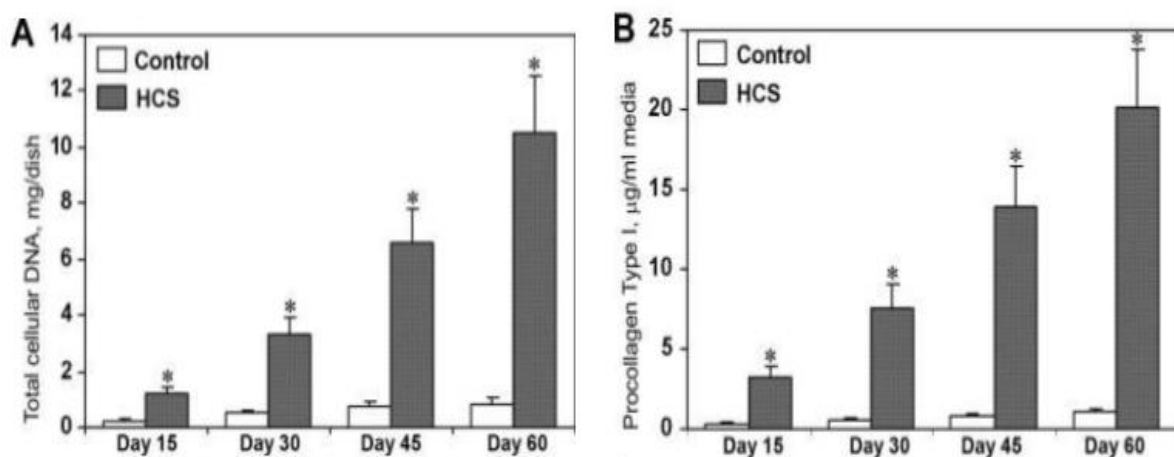 A
Total cellular DNA, mg/dish
14
12
10
8
6
4
2
0
Control
HCS
*
*
*
*
Day 15
Day 30
Day 45
Day 60
B
Procollagen Type I, µg/ml media
25
20
15
10
5
0
Control
HCS
*
*
*
*
Day 15
Day 30
Day 45
Day 60